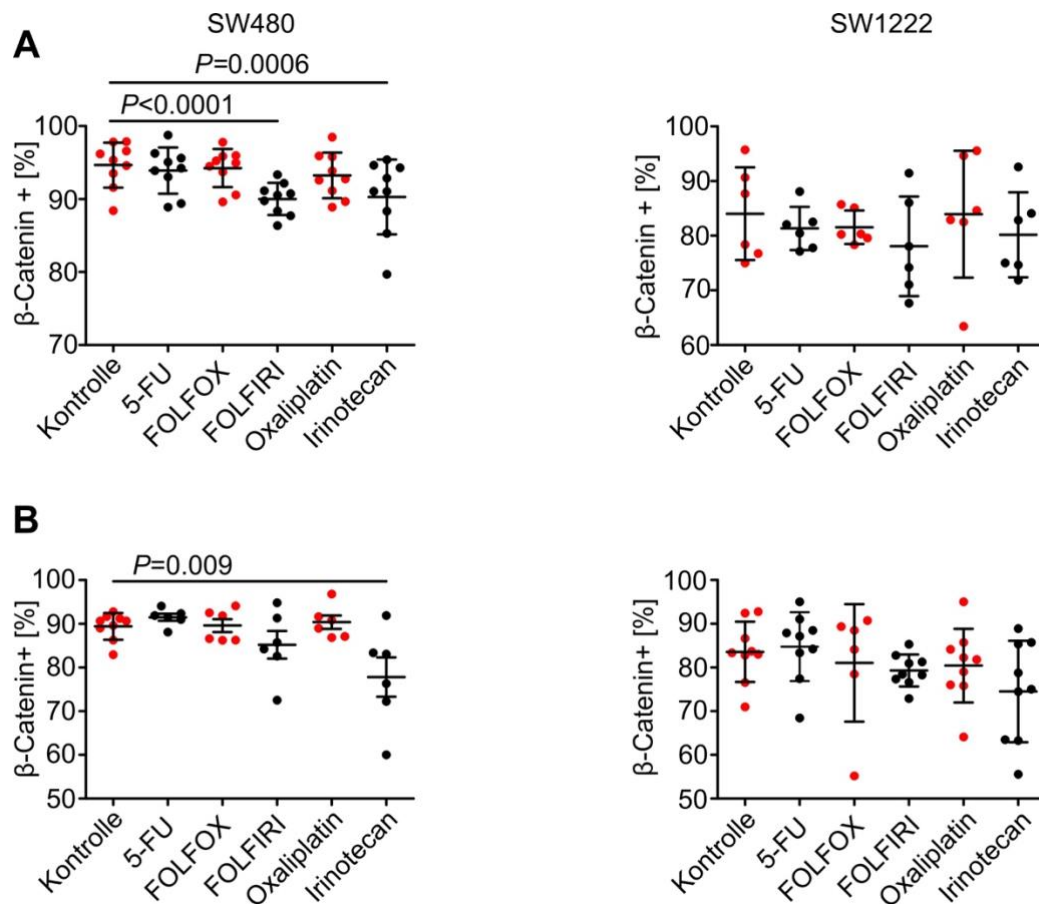 SW480
SW1222
A
P=0.0006
P<0.0001
β-Catenin + [%]
100
90
80
70
Kontrolle
5-FU
FOLFOX
FOLFIRI
Oxaliplatin
Irinotecan
β-Catenin + [%]
100
90
80
70
60
Kontrolle
5-FU
FOLFOX
FOLFIRI
Oxaliplatin
Irinotecan
B
P=0.009
β-Catenin+ [%]
100
90
80
70
60
50
Kontrolle
5-FU
FOLFOX
FOLFIRI
Oxaliplatin
Irinotecan
β-Catenin+ [%]
100
90
80
70
60
50
Kontrolle
5-FU
FOLFOX
FOLFIRI
Oxaliplatin
Irinotecan